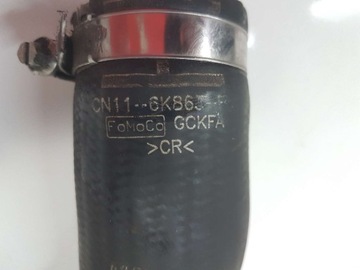 CN11--6K863-
FoMoCo GCKFA
>CR<